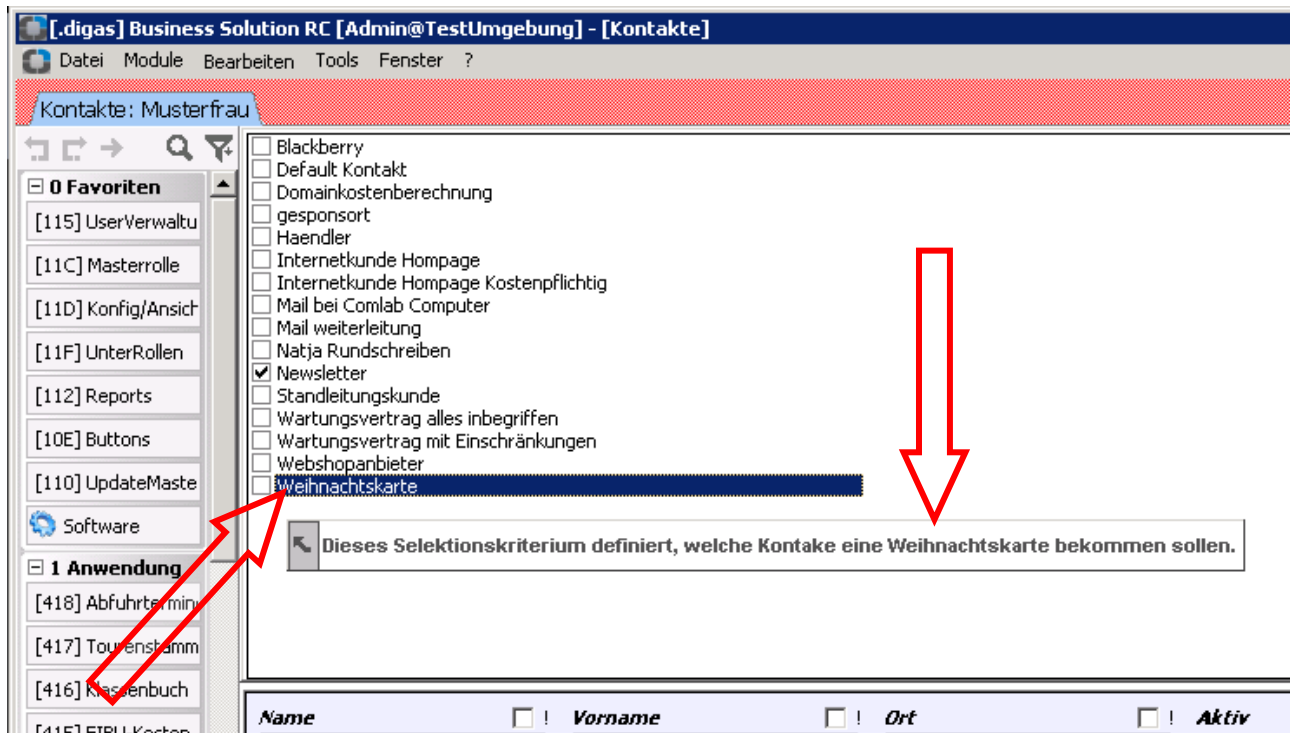 [.digas] Business Solution RC [Admin@TestUmgebung] - [Kontakte]
Datei Module Bearbeiten Tools Fenster ?
Kontakte: Musterfrau
0 Favoriten
[115] UserVerwaltu
[11C] Masterrolle
[11D] Konfig/Ansich
[11F] UnterRollen
[112] Reports
[10E] Buttons
[110] UpdateMaste
Software
1 Anwendung
[418] Abfuhrtermin
[417] Tourenstamm
[416] Klassenbuch
[41F] FIBU Kosten
Blackberry
Default Kontakt
Domainkostenberechnung
gesponsort
Haendler
Internetkunde Hompage
Internetkunde Hompage Kostenpflichtig
Mail bei Comlab Computer
Mail weiterleitung
Natja Rundschreiben
Newsletter
Standleitungskunde
Wartungsvertrag alles inbegriffen
Wartungsvertrag mit Einschränkungen
Webshopanbieter
Weihnachtskarte
Dieses Selektionskriterium definiert, welche Kontake eine Weihnachtskarte bekommen sollen.
Name ! Vorname ! Ort ! Aktiv